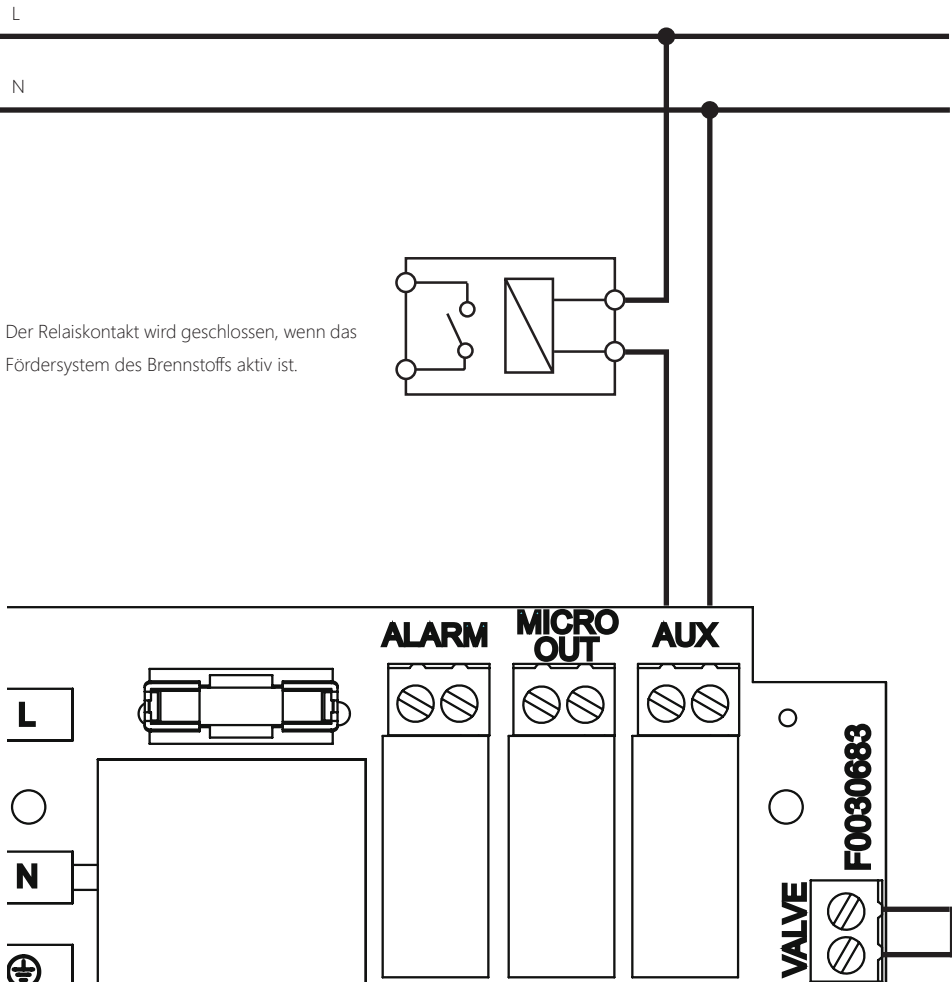 L
N
Der Relaiskontakt wird geschlossen, wenn das
Fördersystem des Brennstoffs aktiv ist.
ALARM
MICRO
OUT
AUX
L
F0030683
N
VALVE